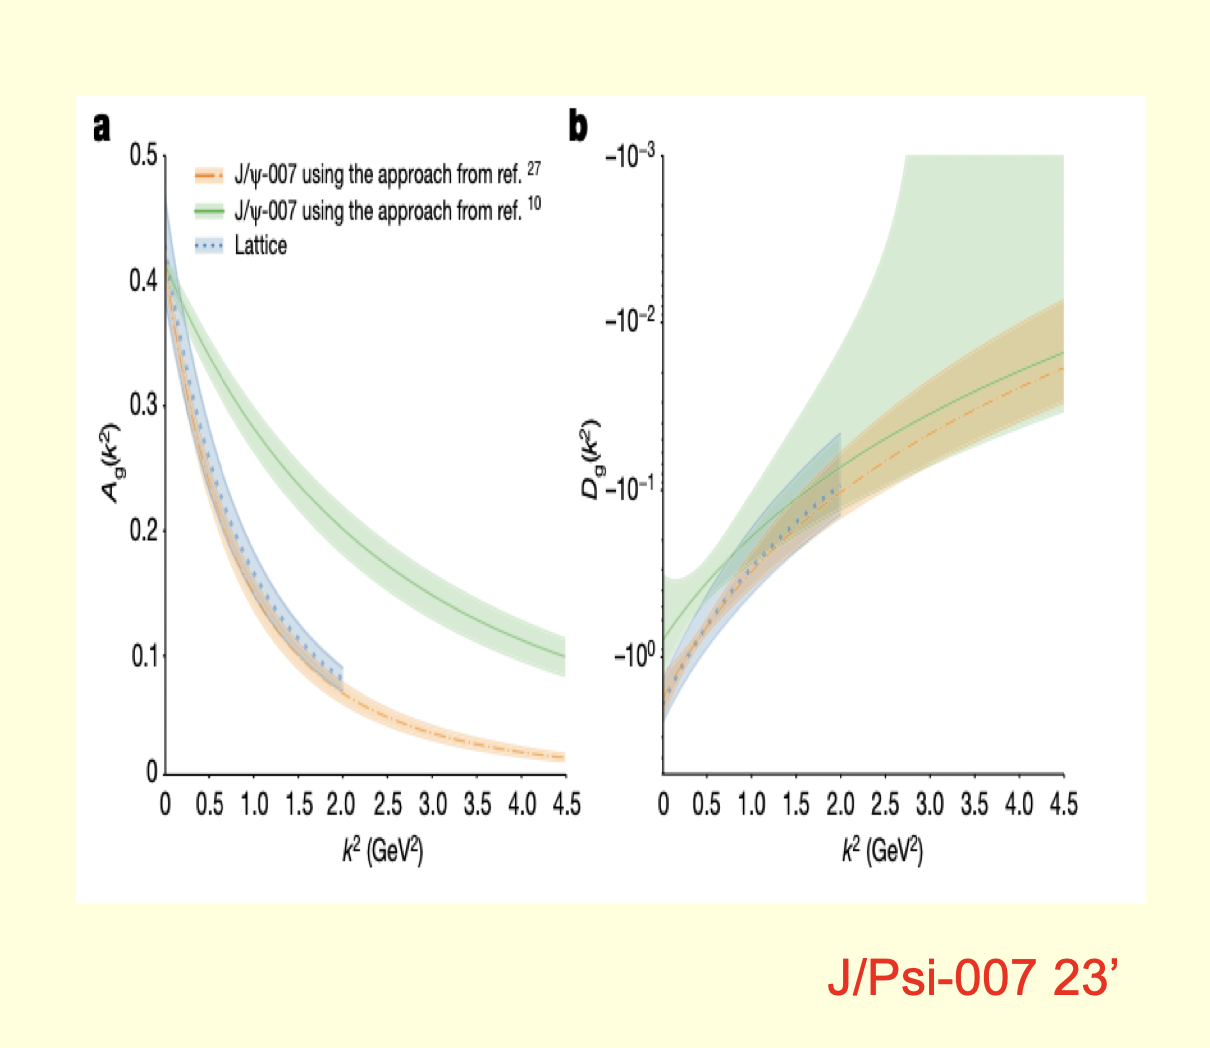 a
b
0.5
0.4
0.3
0.2
0.1
0
A_g(k²)
J/ψ-007 using the approach from ref. ²⁷
J/ψ-007 using the approach from ref. ¹⁰
Lattice
0 0.5 1.0 1.5 2.0 2.5 3.0 3.5 4.0 4.5
k² (GeV²)
−10⁻³
−10⁻²
−10⁻¹
−10⁰
D_g(k²)
0 0.5 1.0 1.5 2.0 2.5 3.0 3.5 4.0 4.5
k² (GeV²)
J/Psi-007 23’